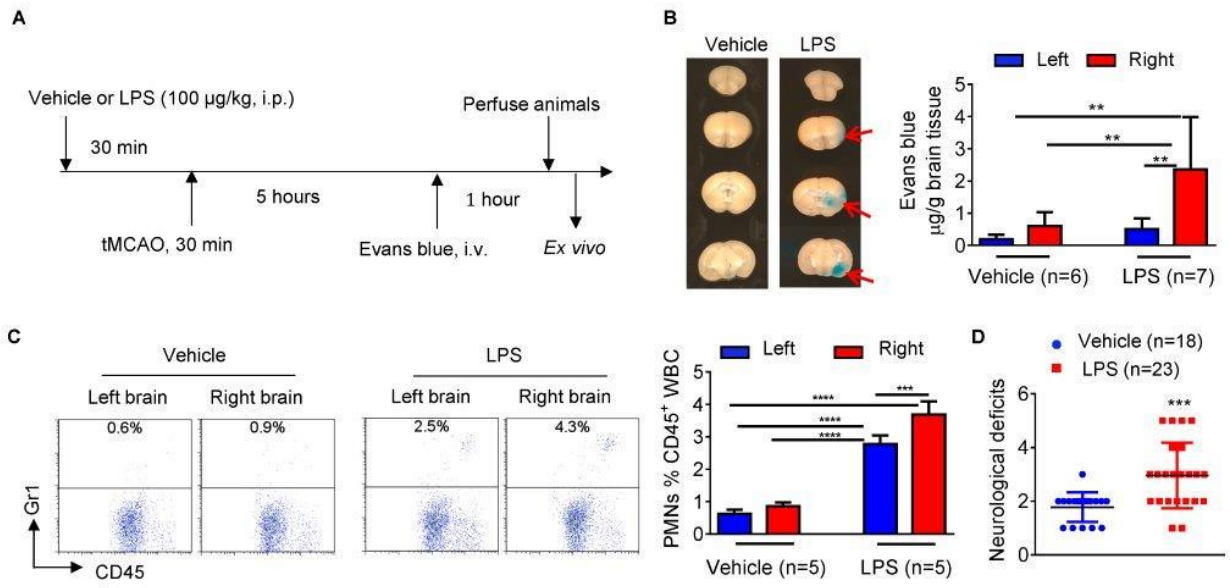 A
Vehicle or LPS (100 µg/kg, i.p.)
Perfuse animals
30 min
5 hours
1 hour
tMCAO, 30 min
Evans blue, i.v.
Ex vivo
B
Vehicle LPS
Left Right
Evans blue
µg/g brain tissue
5
4
3
2
1
0
**
**
**
Vehicle (n=6) LPS (n=7)
C
Vehicle LPS
Left brain Right brain Left brain Right brain
0.6% 0.9% 2.5% 4.3%
Gr1
CD45
Left Right
PMNs % CD45+ WBC
5
4
3
2
1
0
***
****
****
****
Vehicle (n=5) LPS (n=5)
D
Vehicle (n=18)
LPS (n=23)
Neurological deficits
6
4
2
0
***